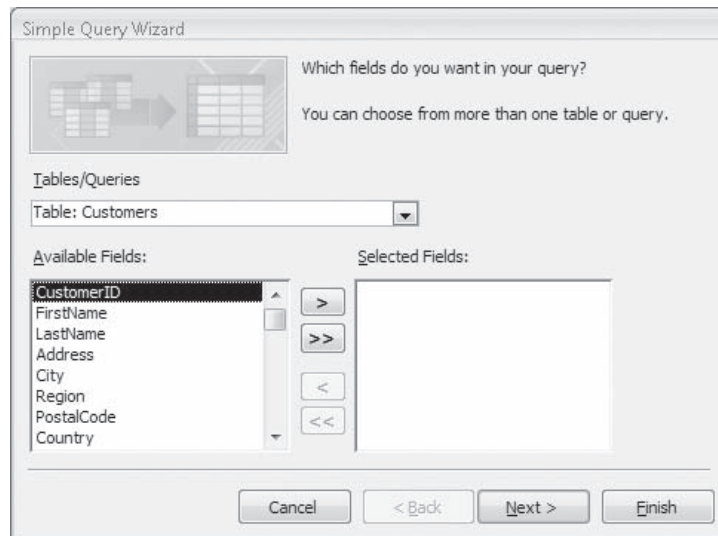 Simple Query Wizard
Which fields do you want in your query?
You can choose from more than one table or query.
Tables/Queries
Table: Customers
Available Fields:
Selected Fields:
CustomerID
FirstName
LastName
Address
City
Region
PostalCode
Country
>
>>
<
<<
Cancel
< Back
Next >
Finish